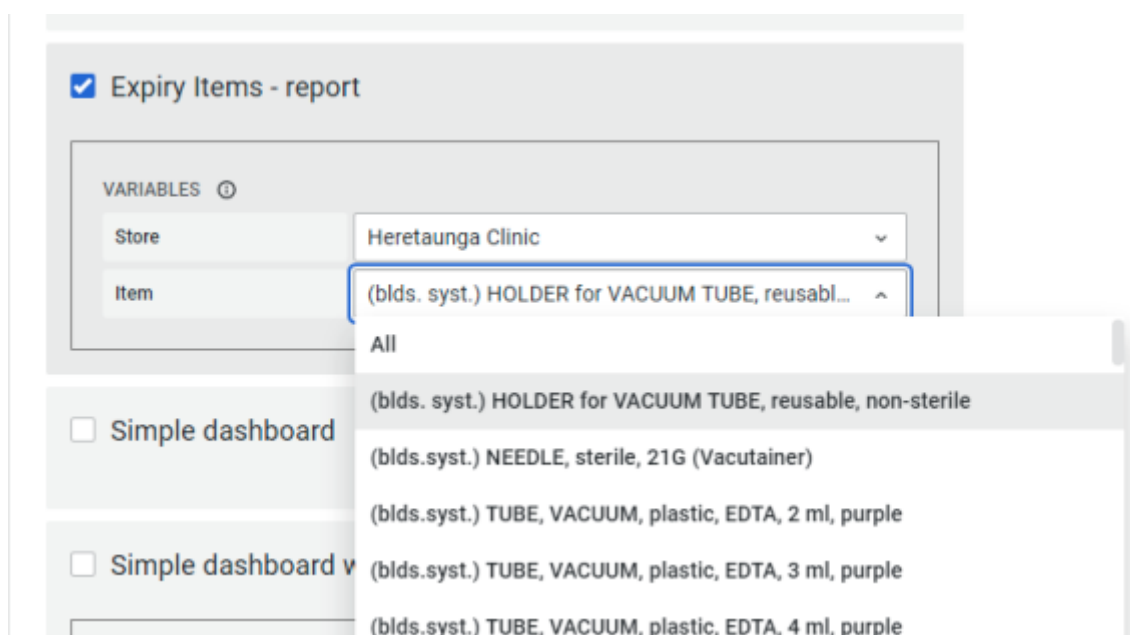 Expiry Items - report
VARIABLES
Store
Heretaunga Clinic
Item
(blds. syst.) HOLDER for VACUUM TUBE, reusabl...
All
(blds. syst.) HOLDER for VACUUM TUBE, reusable, non-sterile
Simple dashboard
(blds.syst.) NEEDLE, sterile, 21G (Vacutainer)
(blds.syst.) TUBE, VACUUM, plastic, EDTA, 2 ml, purple
Simple dashboard
(blds.syst.) TUBE, VACUUM, plastic, EDTA, 3 ml, purple
(blds.syst.) TUBE, VACUUM, plastic, EDTA, 4 ml, purple